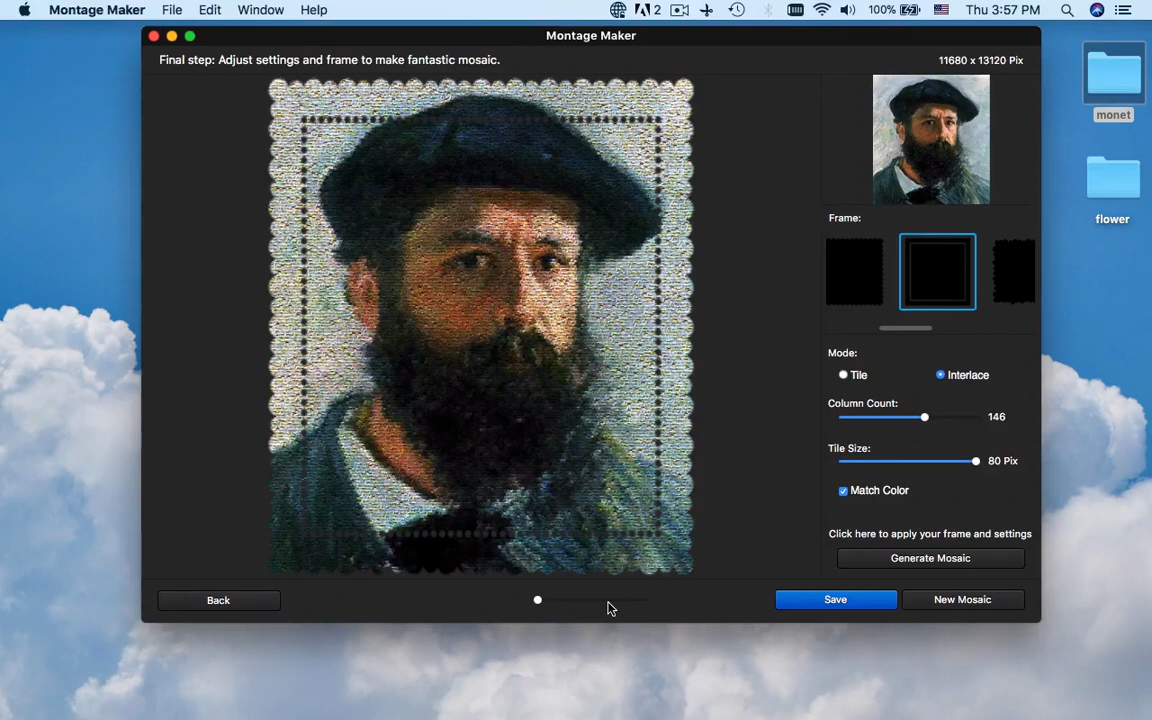 Montage Maker File Edit Window Help 2 100% Thu 3:57 PM
Montage Maker
Final step: Adjust settings and frame to make fantastic mosaic. 11680 x 13120 Pix
monet
Frame:
flower
Mode:
Tile Interlace
Column Count:
146
Tile Size:
80 Pix
Match Color
Click here to apply your frame and settings
Generate Mosaic
Back Save New Mosaic